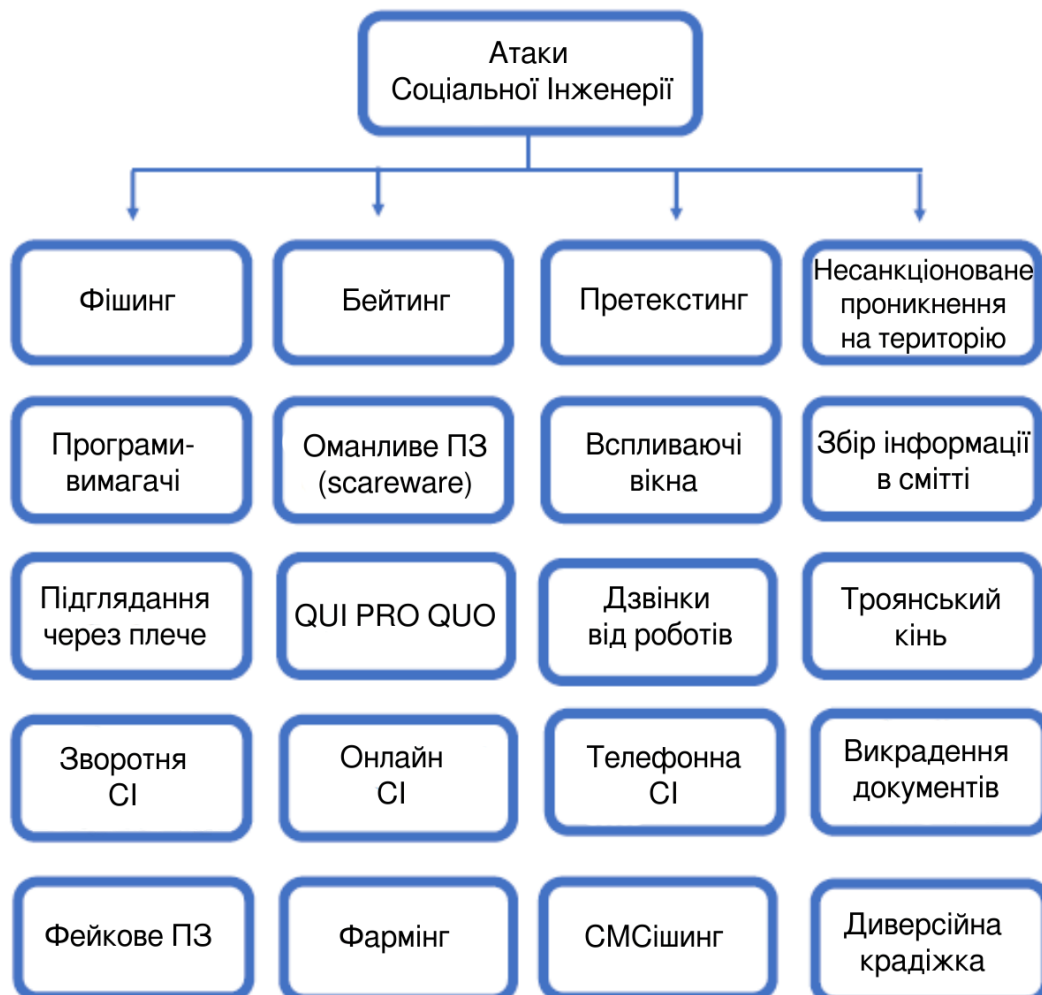 Атаки
Соціальної Інженерії
Фішинг
Бейтинг
Претекстинг
Несанкціоноване
проникнення
на територію
Програми-
вимагачі
Оманливе ПЗ
(scareware)
Вспливаючі
вікна
Збір інформації
в смітті
Підглядання
через плече
QUI PRO QUO
Дзвінки
від роботів
Троянський
кінь
Зворотня
СІ
Онлайн
СІ
Телефонна
СІ
Викрадення
документів
Фейкове ПЗ
Фармінг
СМСішинг
Диверсійна
крадіжка